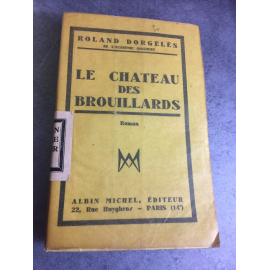 ROLAND DORGELÈS
DE L'ACADÉMIE GONCOURT
LE CHATEAU
DES
BROUILLARDS
Roman
ALBIN MICHEL, ÉDITEUR
22, Rue Huyghens — PARIS (14e)